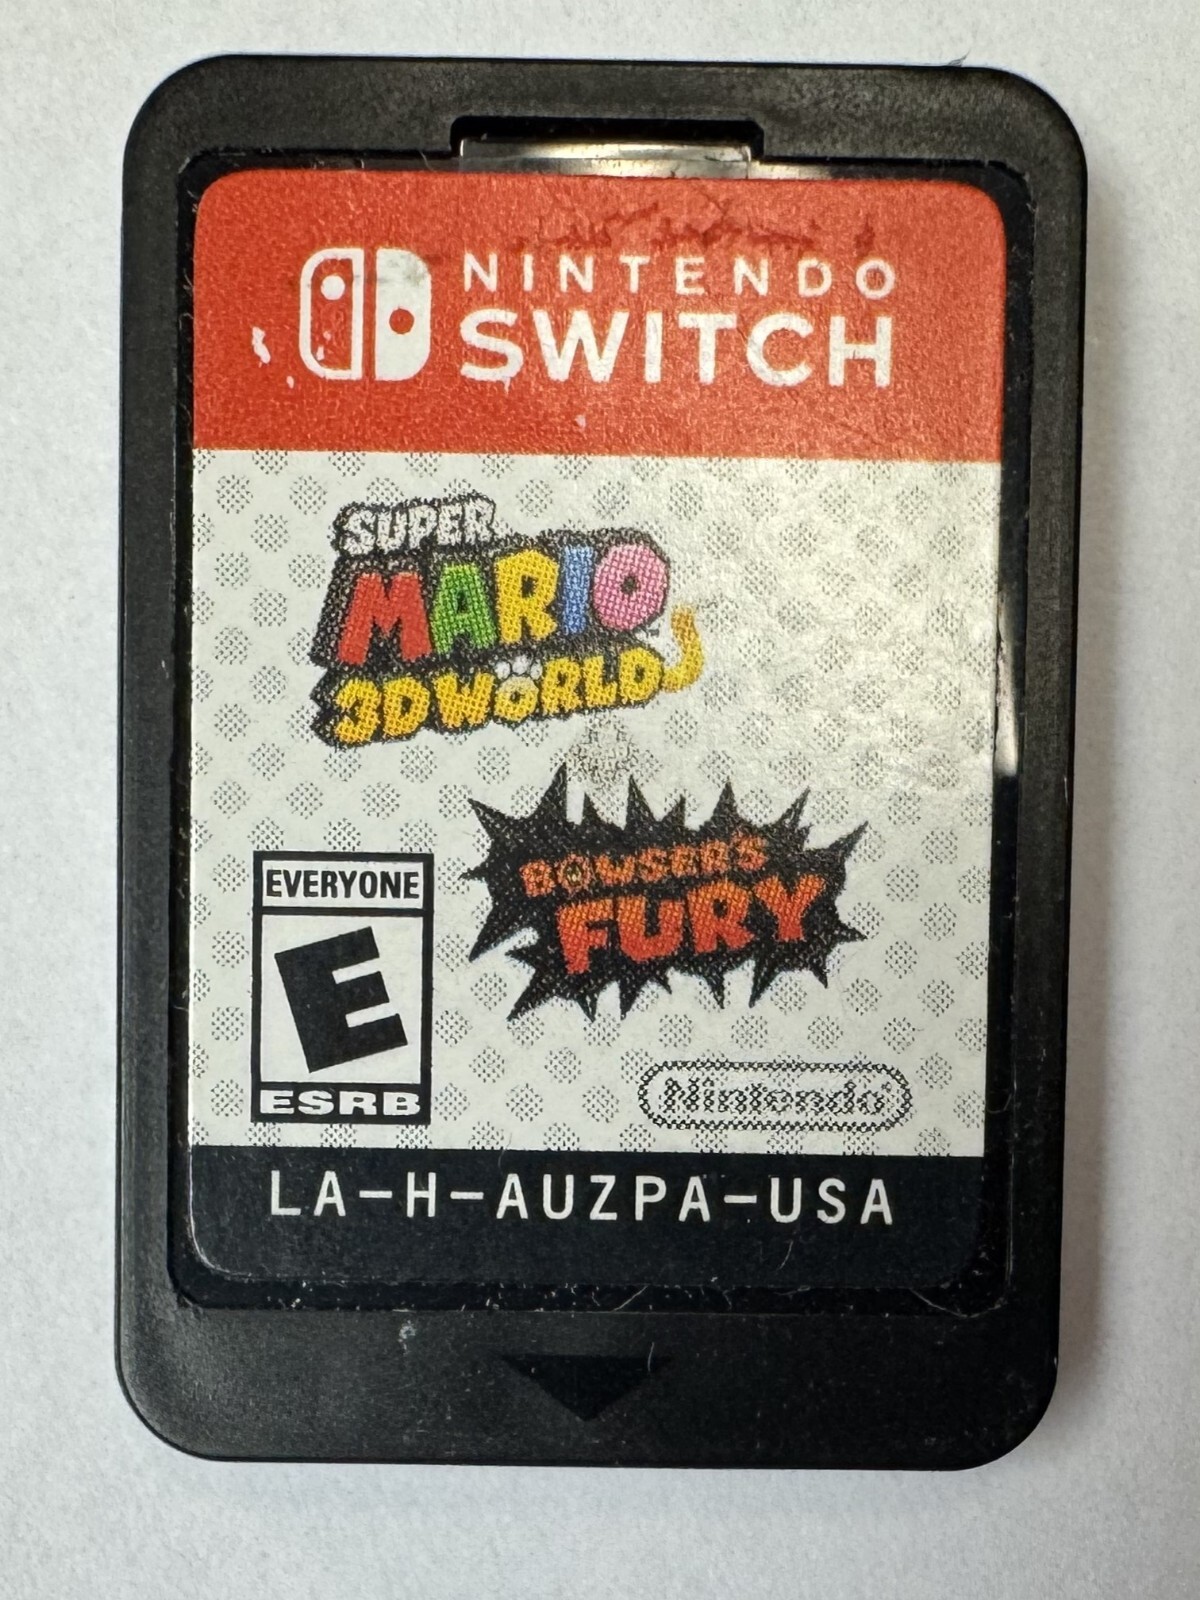 NINTENDO
SWITCH
SUPER
MARIO
3D WORLD
BOWSER'S
FURY
EVERYONE
E
ESRB
Nintendo
LA-H-AUZPA-USA